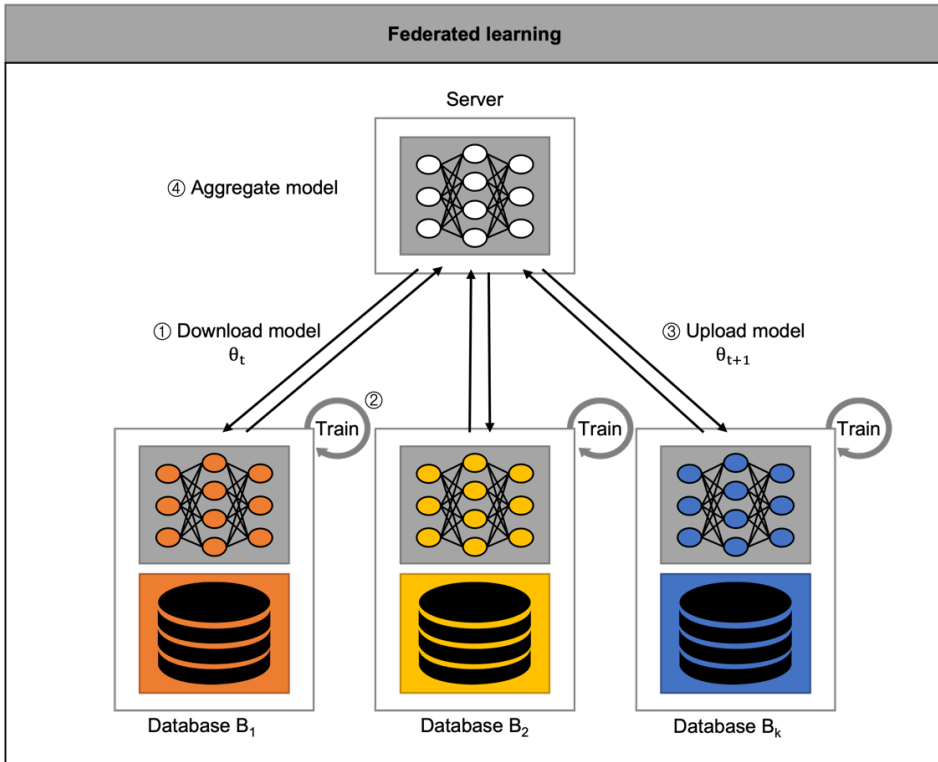 Federated learning
Server
④ Aggregate model
① Download model
θt
③ Upload model
θt+1
②
Train
Train
Train
Database B1
Database B2
Database Bk